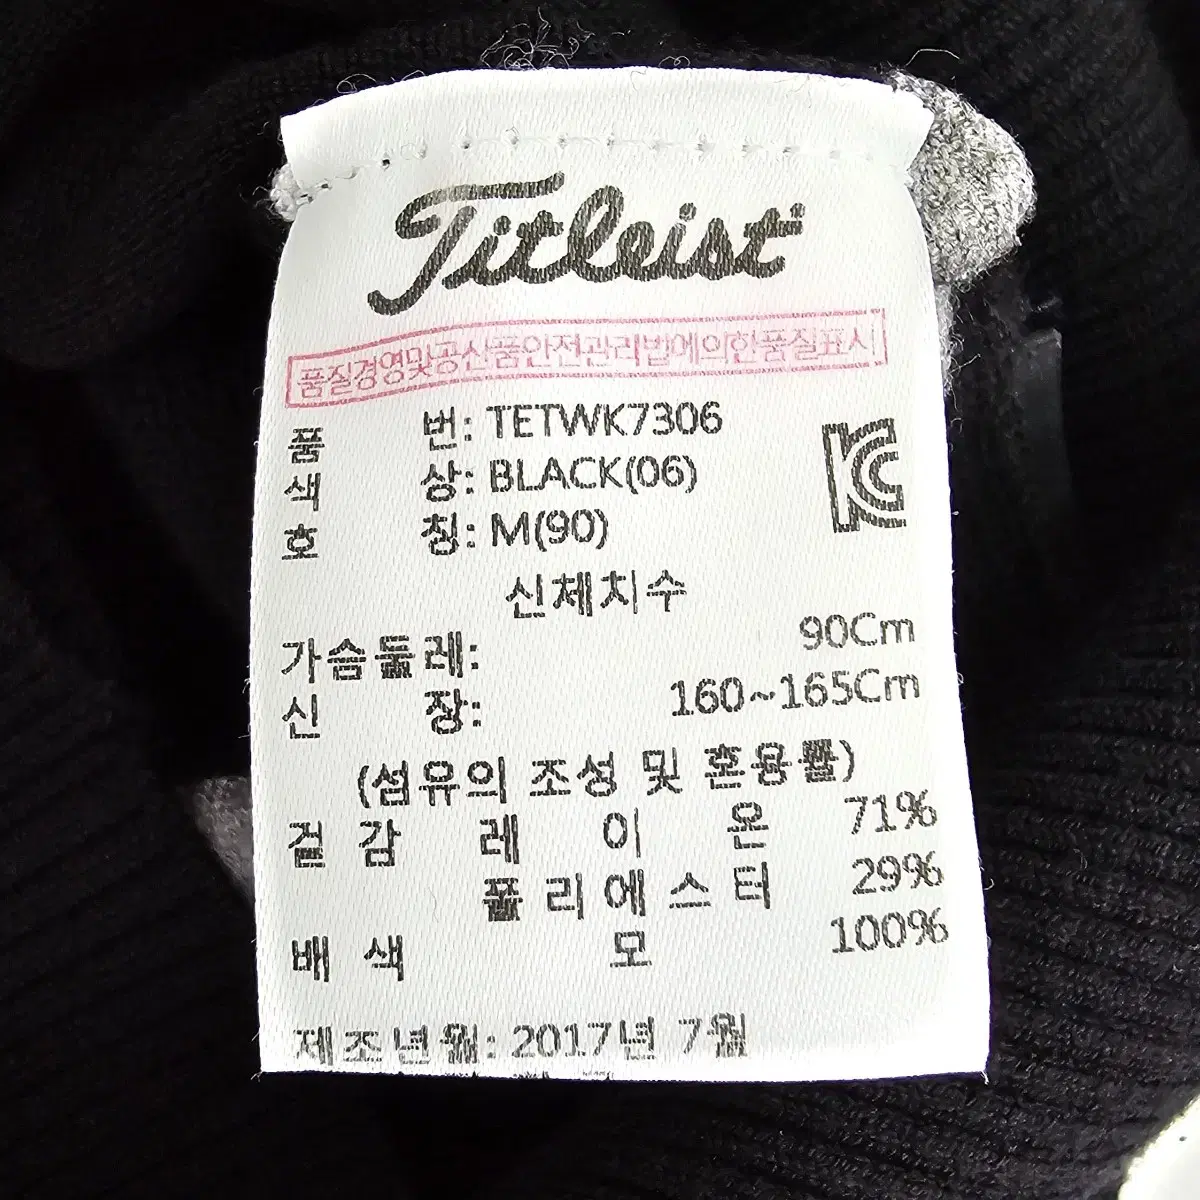 Titleist
품질경영및공산품안전관리법에의한품질표시
품 번: TETWK7306
색 상: BLACK(06)
호 칭: M(90)
신체치수
가슴둘레: 90Cm
신 장: 160~165Cm
(섬유의 조성 및 혼용률)
겉 감 레 이 온 71%
폴 리 에 스 터 29%
배 색 모 100%
제조년월: 2017년 7월